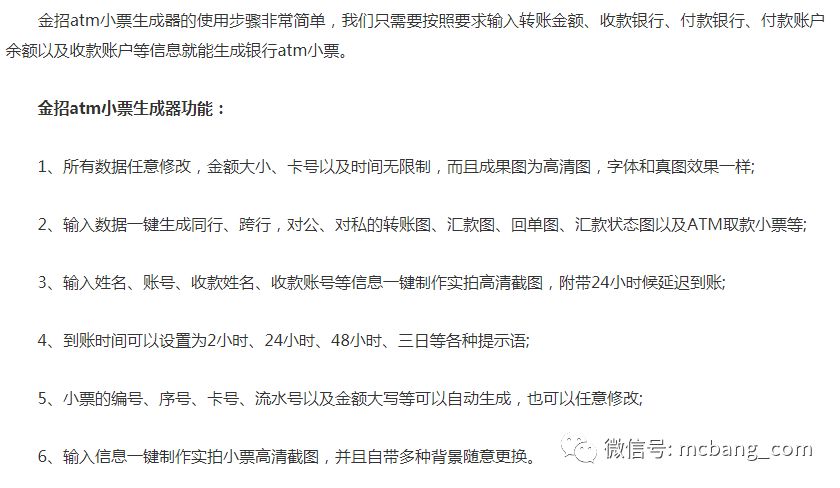 金招atm小票生成器的使用步骤非常简单，我们只需要按照要求输入转账金额、收款银行、付款银行、付款账户
余额以及收款账户等信息就能生成银行atm小票。
金招atm小票生成器功能：
1、所有数据任意修改，金额大小、卡号以及时间无限制，而且成果图为高清图，字体和真图效果一样;
2、输入数据一键生成同行、跨行，对公、对私的转账图、汇款图、回单图、汇款状态图以及ATM取款小票等;
3、输入姓名、账号、收款姓名、收款账号等信息一键制作实拍高清截图，附带24小时候延迟到账;
4、到账时间可以设置为2小时、24小时、48小时、三日等各种提示语;
5、小票的编号、序号、卡号、流水号以及金额大写等可以自动生成，也可以任意修改;
6、输入信息一键制作实拍小票高清截图，并且自带多种背景随意更换。
微信号: mcbang_com